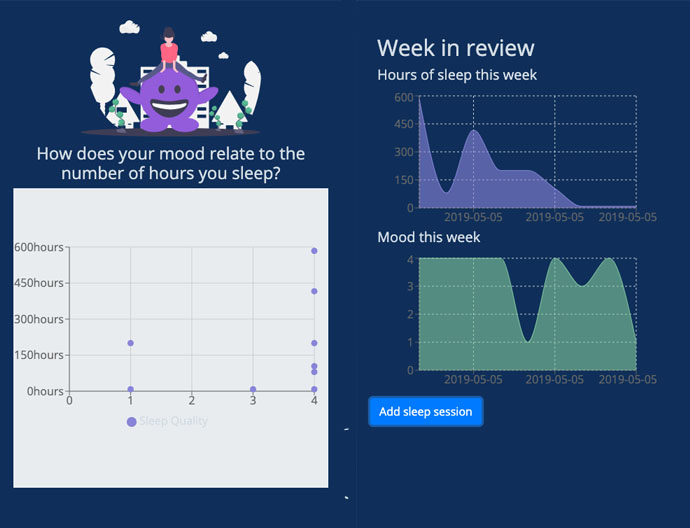 How does your mood relate to the
number of hours you sleep?
600hours
450hours
300hours
150hours
0hours
0 1 2 3 4
Sleep Quality
Week in review
Hours of sleep this week
600
450
300
150
0
2019-05-05 2019-05-05 2019-05-05
Mood this week
4
3
2
1
0
2019-05-05 2019-05-05 2019-05-05
Add sleep session